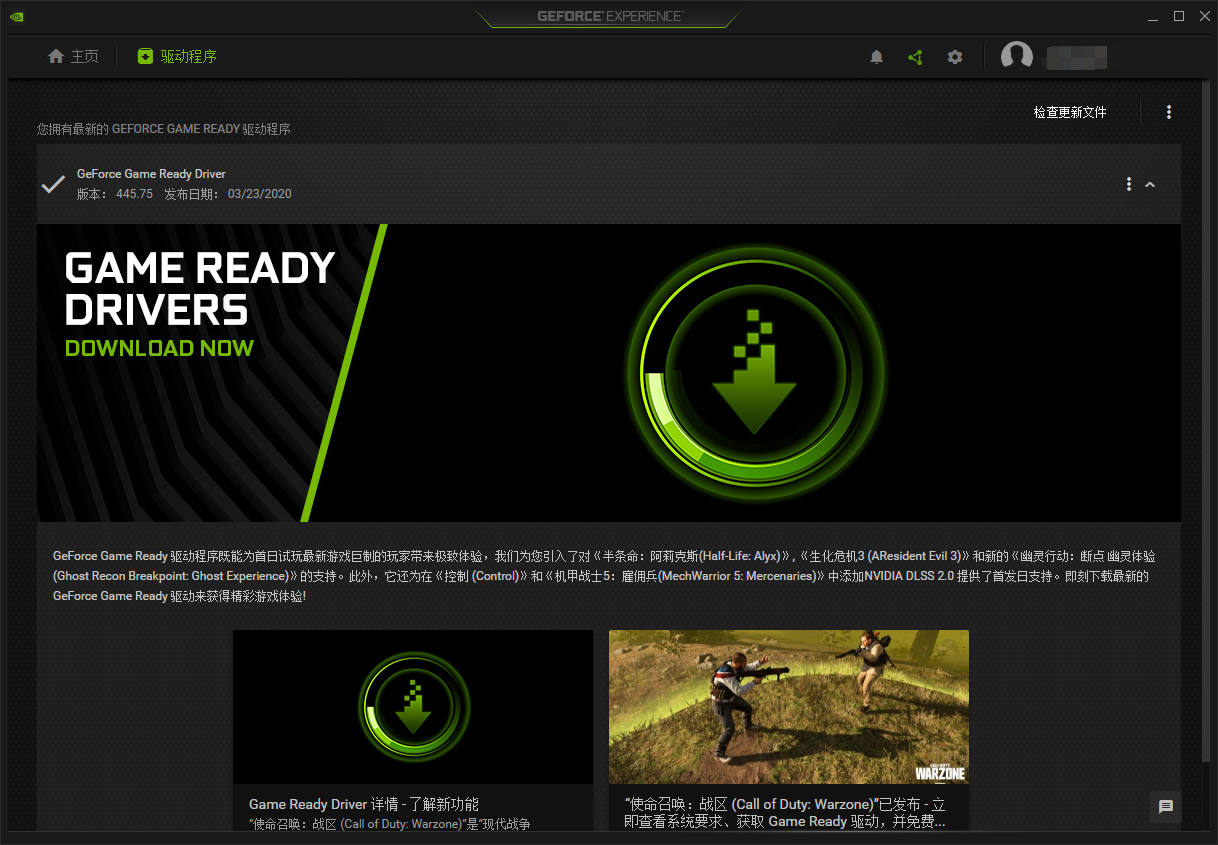 GEFORCE® EXPERIENCE™
主页
驱动程序
检查更新文件
您拥有最新的 GEFORCE GAME READY 驱动程序
GeForce Game Ready Driver
版本： 445.75 发布日期： 03/23/2020
GAME READY
DRIVERS
DOWNLOAD NOW
GeForce Game Ready 驱动程序既能为首日试玩最新游戏巨制的玩家带来极致体验，我们为您引入了对《半条命：阿莉克斯(Half-Life: Alyx)》,《生化危机3 (AResident Evil 3)》和新的《幽灵行动：断点 幽灵体验
(Ghost Recon Breakpoint: Ghost Experience)》的支持。此外，它还为在《控制 (Control)》和《机甲战士5：雇佣兵(MechWarrior 5: Mercenaries)》中添加NVIDIA DLSS 2.0 提供了首发日支持。即刻下载最新的
GeForce Game Ready 驱动来获得精彩游戏体验!
CALL OF DUTY
WARZONE
Game Ready Driver 详情 - 了解新功能
“使命召唤：战区 (Call of Duty: Warzone)”是“现代战争
“使命召唤：战区 (Call of Duty: Warzone)”已发布 - 立
即查看系统要求、获取 Game Ready 驱动，并免费...